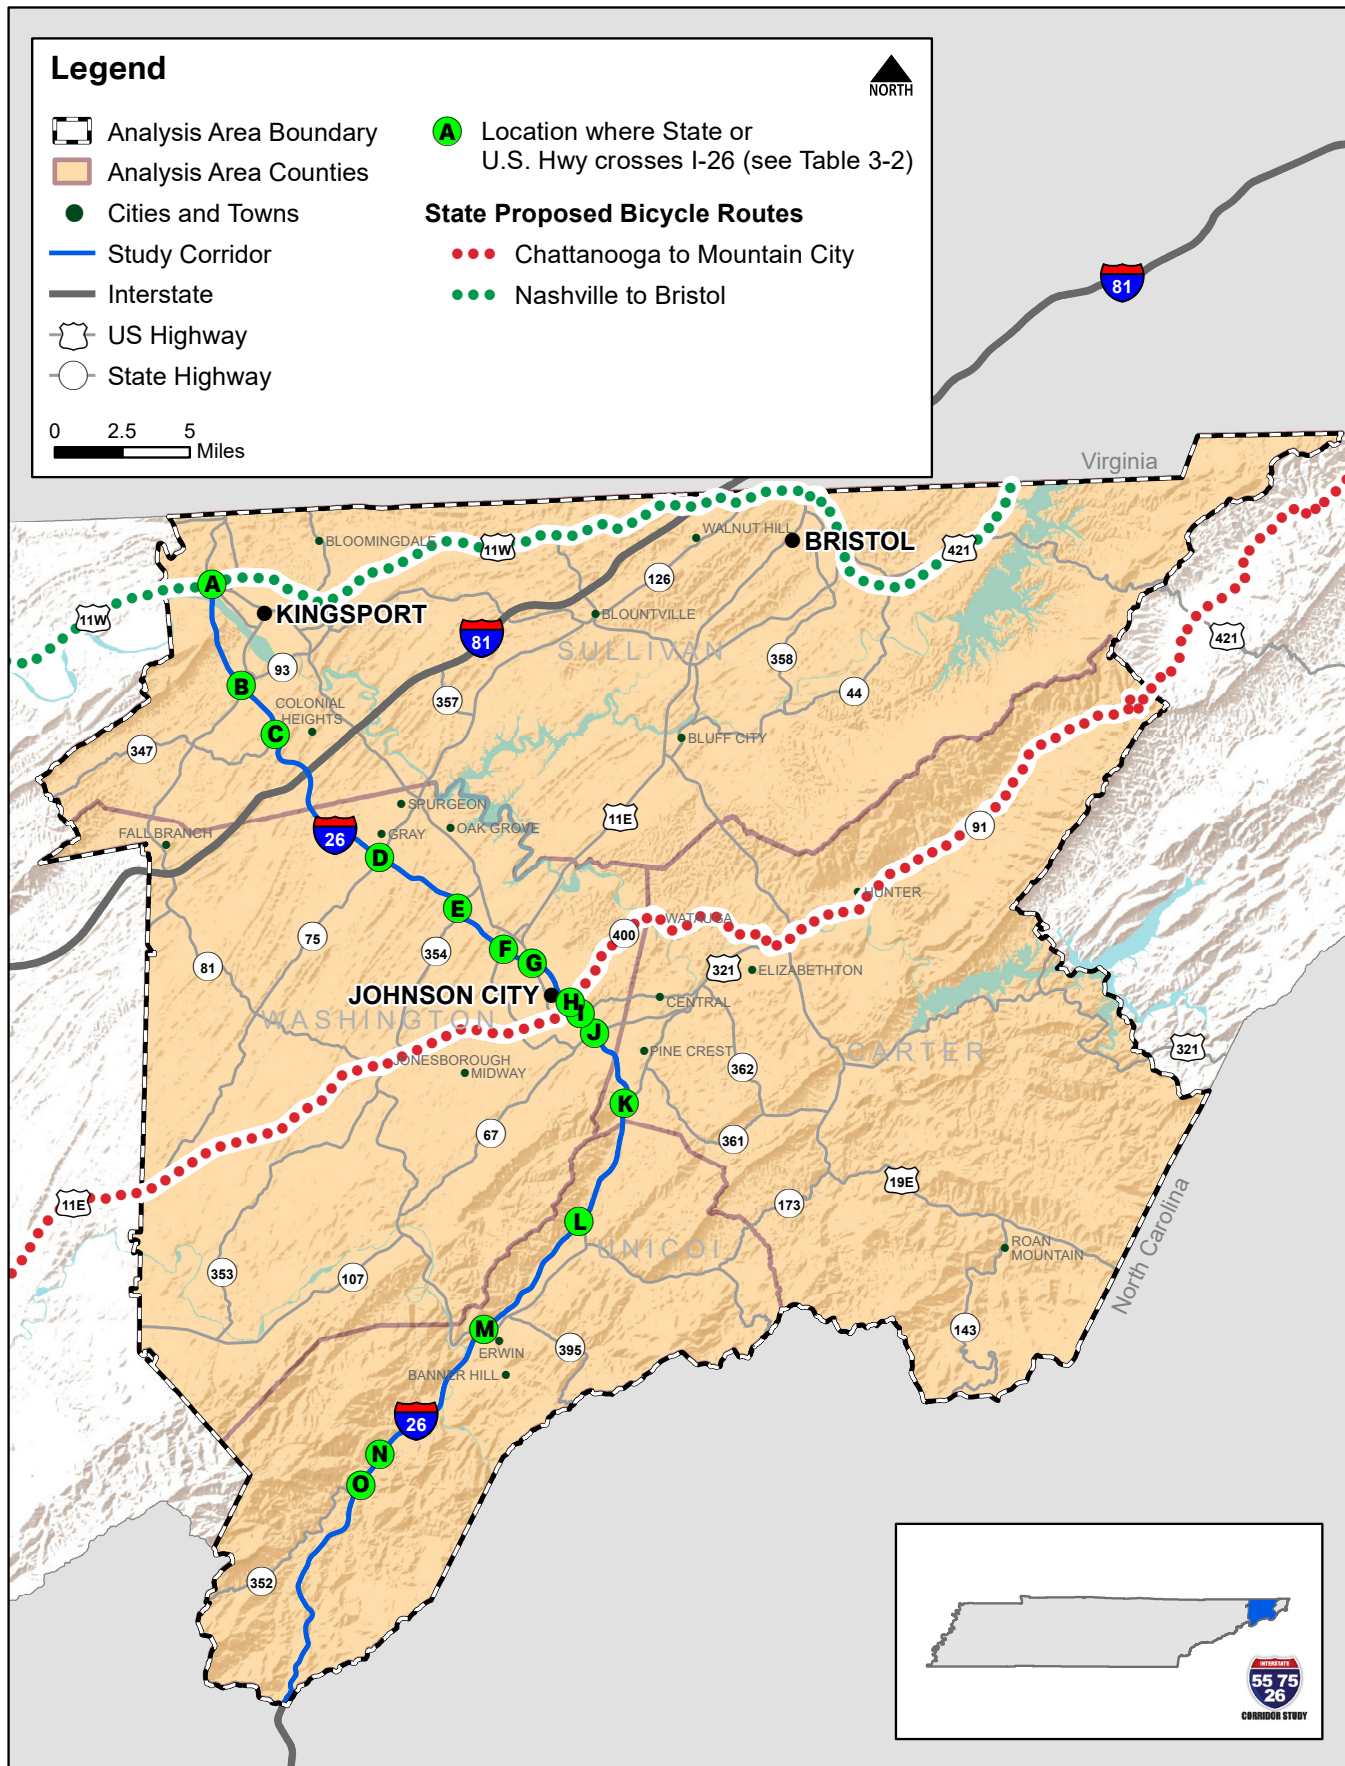 Legend
NORTH
Analysis Area Boundary
Analysis Area Counties
Cities and Towns
Study Corridor
Interstate
US Highway
State Highway
0 2.5 5
Miles
A Location where State or
U.S. Hwy crosses I-26 (see Table 3-2)
State Proposed Bicycle Routes
Chattanooga to Mountain City
Nashville to Bristol
81
Virginia
BLOOMINGDALE
11W
WALNUT HILL
BRISTOL
421
A
126
11W
KINGSPORT
BLOUNTVILLE
81
SULLIVAN
421
93
358
B
357
44
COLONIAL
HEIGHTS
C
347
BLUFF CITY
SPURGEON
11E
FALL BRANCH
26
GRAY
OAK GROVE
91
D
HUNTER
E
WATAUGA
75
400
354
F
81
G
321
ELIZABETHTON
JOHNSON CITY
H
CENTRAL
I
WASHINGTON
J
321
PINE CREST
CARTER
JONESBOROUGH
MIDWAY
362
K
67
361
19E
11E
173
L
ROAN
MOUNTAIN
UNICOI
North Carolina
353
107
M
143
ERWIN
395
BANNER HILL
26
N
O
352
INTERSTATE
55 75
26
CORRIDOR STUDY